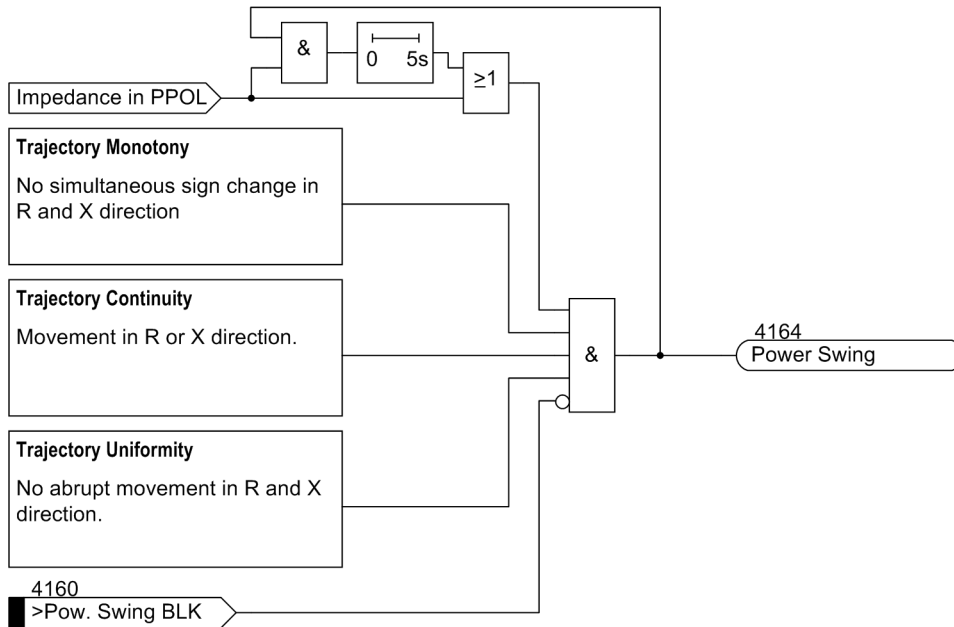 &
0 5s
≥1
Impedance in PPOL
Trajectory Monotony
No simultaneous sign change in
R and X direction
Trajectory Continuity
Movement in R or X direction.
&
4164
Power Swing
Trajectory Uniformity
No abrupt movement in R and X
direction.
4160
>Pow. Swing BLK